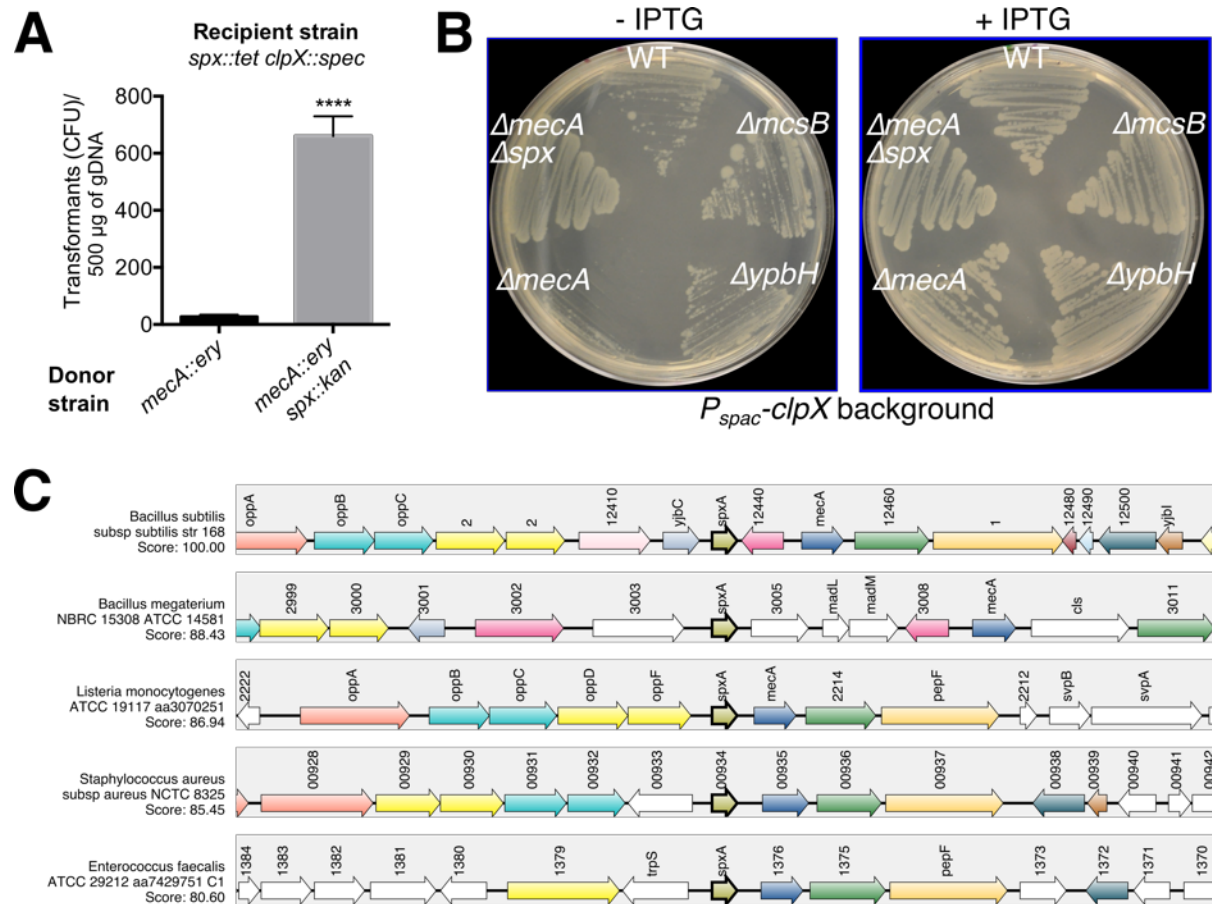 A
Recipient strain
spx::tet clpX::spec
Transformants (CFU)/
500 µg of gDNA
800
600
400
200
0
****
Donor
strain
mecA::ery
mecA::ery
spx::kan
B
- IPTG
+ IPTG
WT
ΔmecA
Δspx
ΔmcsB
ΔmecA
ΔypbH
WT
ΔmecA
Δspx
ΔmcsB
ΔmecA
ΔypbH
Pspac-clpX background
C
Bacillus subtilis
subsp subtilis str 168
Score: 100.00
oppA oppB oppC 2 2 12410 yjbC spxA 12440 mecA 12460 1 12480 12490 12500 yjbI
Bacillus megaterium
NBRC 15308 ATCC 14581
Score: 88.43
2999 3000 3001 3002 3003 spxA 3005 madL madM 3008 mecA cls 3011
Listeria monocytogenes
ATCC 19117 aa3070251
Score: 86.94
2222 oppA oppB oppC oppD oppF spxA mecA 2214 pepF 2212 svpB svpA
Staphylococcus aureus
subsp aureus NCTC 8325
Score: 85.45
00928 00929 00930 00931 00932 00933 00934 00935 00936 00937 00938 00939 00940 00941 00942
Enterococcus faecalis
ATCC 29212 aa7429751 C1
Score: 80.60
1384 1383 1382 1381 1380 1379 trpS spxA 1376 1375 pepF 1373 1372 1371 1370